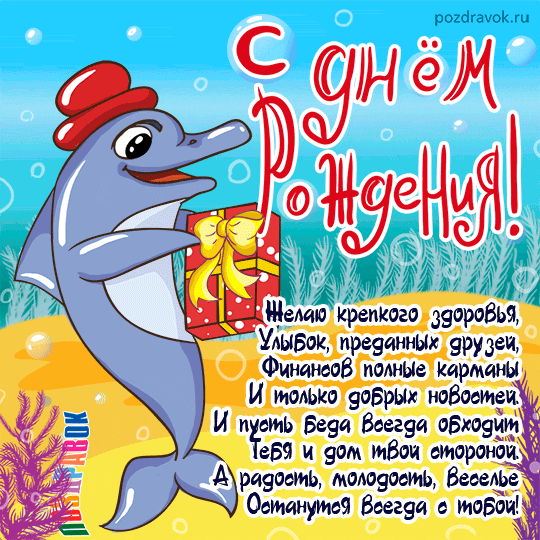 pozdravok.ru
С днём
Рождения!
Желаю крепкого здоровья,
Улыбок, преданных друзей,
Финансов полные карманы
И только добрых новостей.
И пусть беда всегда обходит
Тебя и дом твой стороной.
А радость, молодость, веселье
Останутся всегда с тобой!
ПОЗДРАВОК